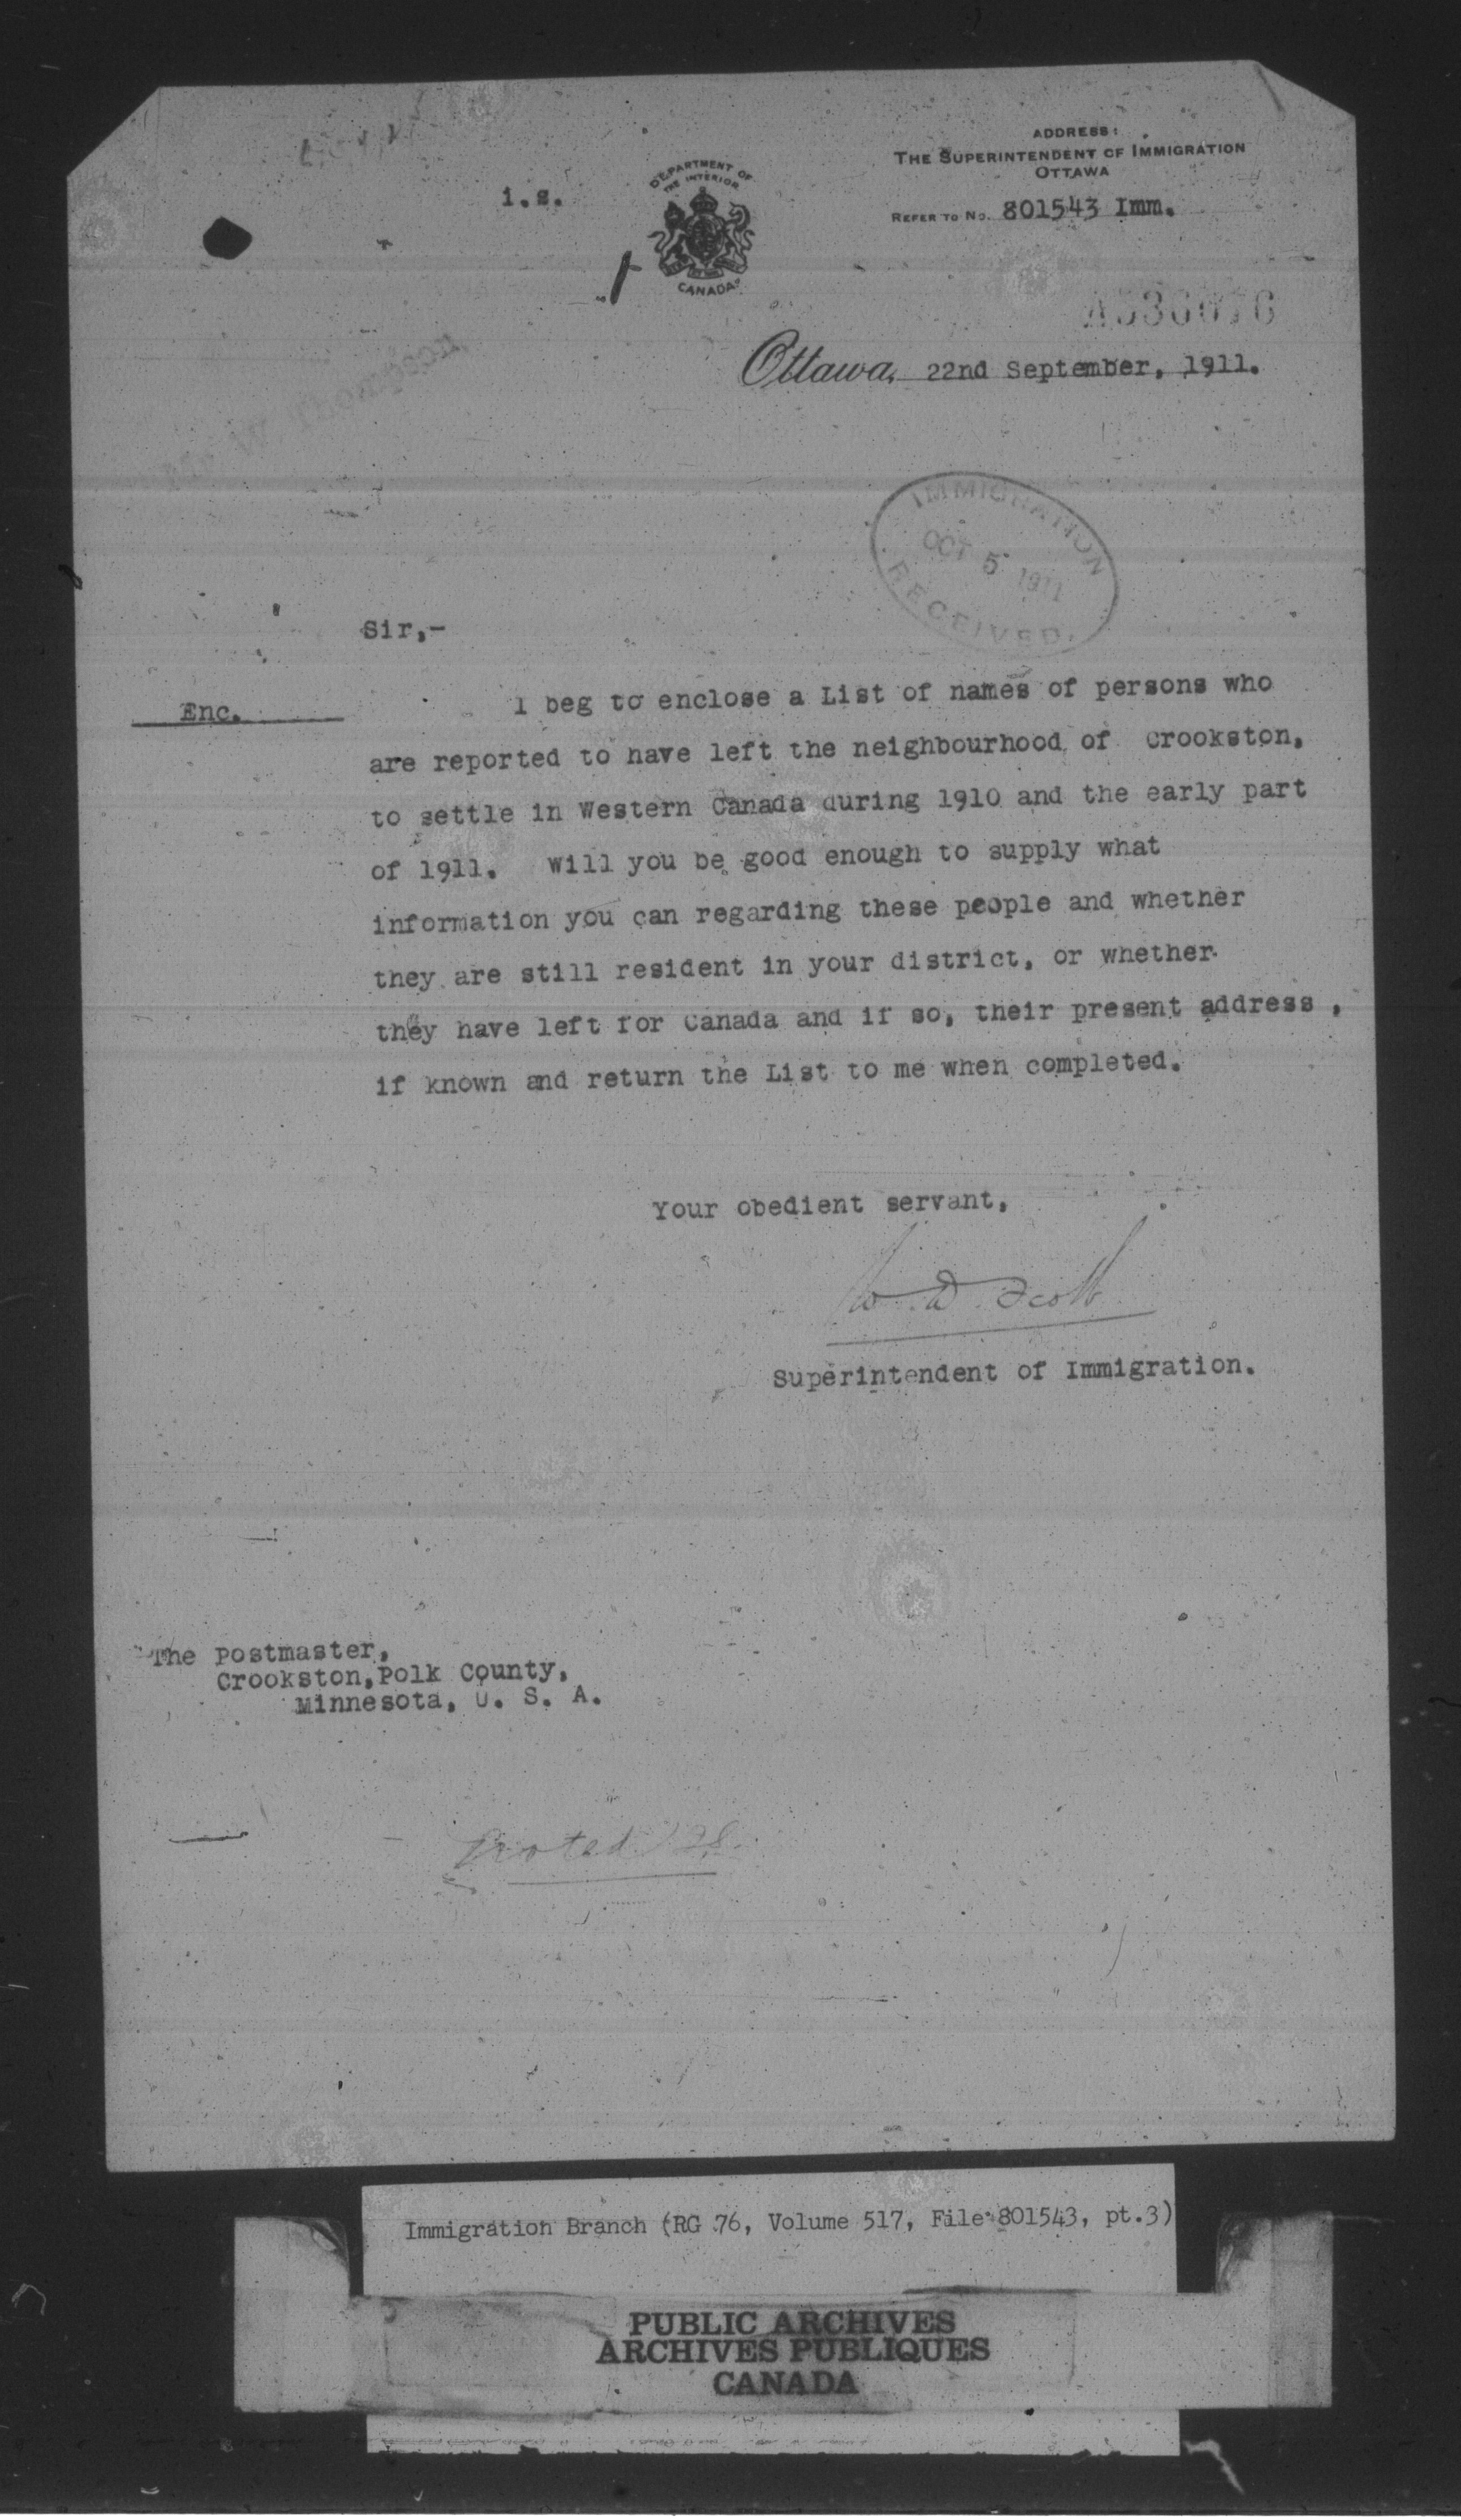 ADDRESS:
THE SUPERINTENDENT OF IMMIGRATION
OTTAWA
REFER TO No. 801543 Imm.
i.s.
DEPARTMENT OF
THE INTERIOR
CANADA
Ottawa, 22nd September, 1911.
IMMIGRATION
OCT 5 1911
RECEIVED
Sir,-
Enc.
I beg to enclose a List of names of persons who
are reported to have left the neighbourhood of Crookston,
to settle in Western Canada during 1910 and the early part
of 1911. Will you be good enough to supply what
information you can regarding these people and whether
they are still resident in your district, or whether
they have left for Canada and if so, their present address ,
if known and return the List to me when completed.
Your obedient servant,
W. D. Scott
Superintendent of Immigration.
The Postmaster,
Crookston, Polk County,
Minnesota, U. S. A.
Immigration Branch (RG 76, Volume 517, File 801543, pt.3)
PUBLIC ARCHIVES
ARCHIVES PUBLIQUES
CANADA